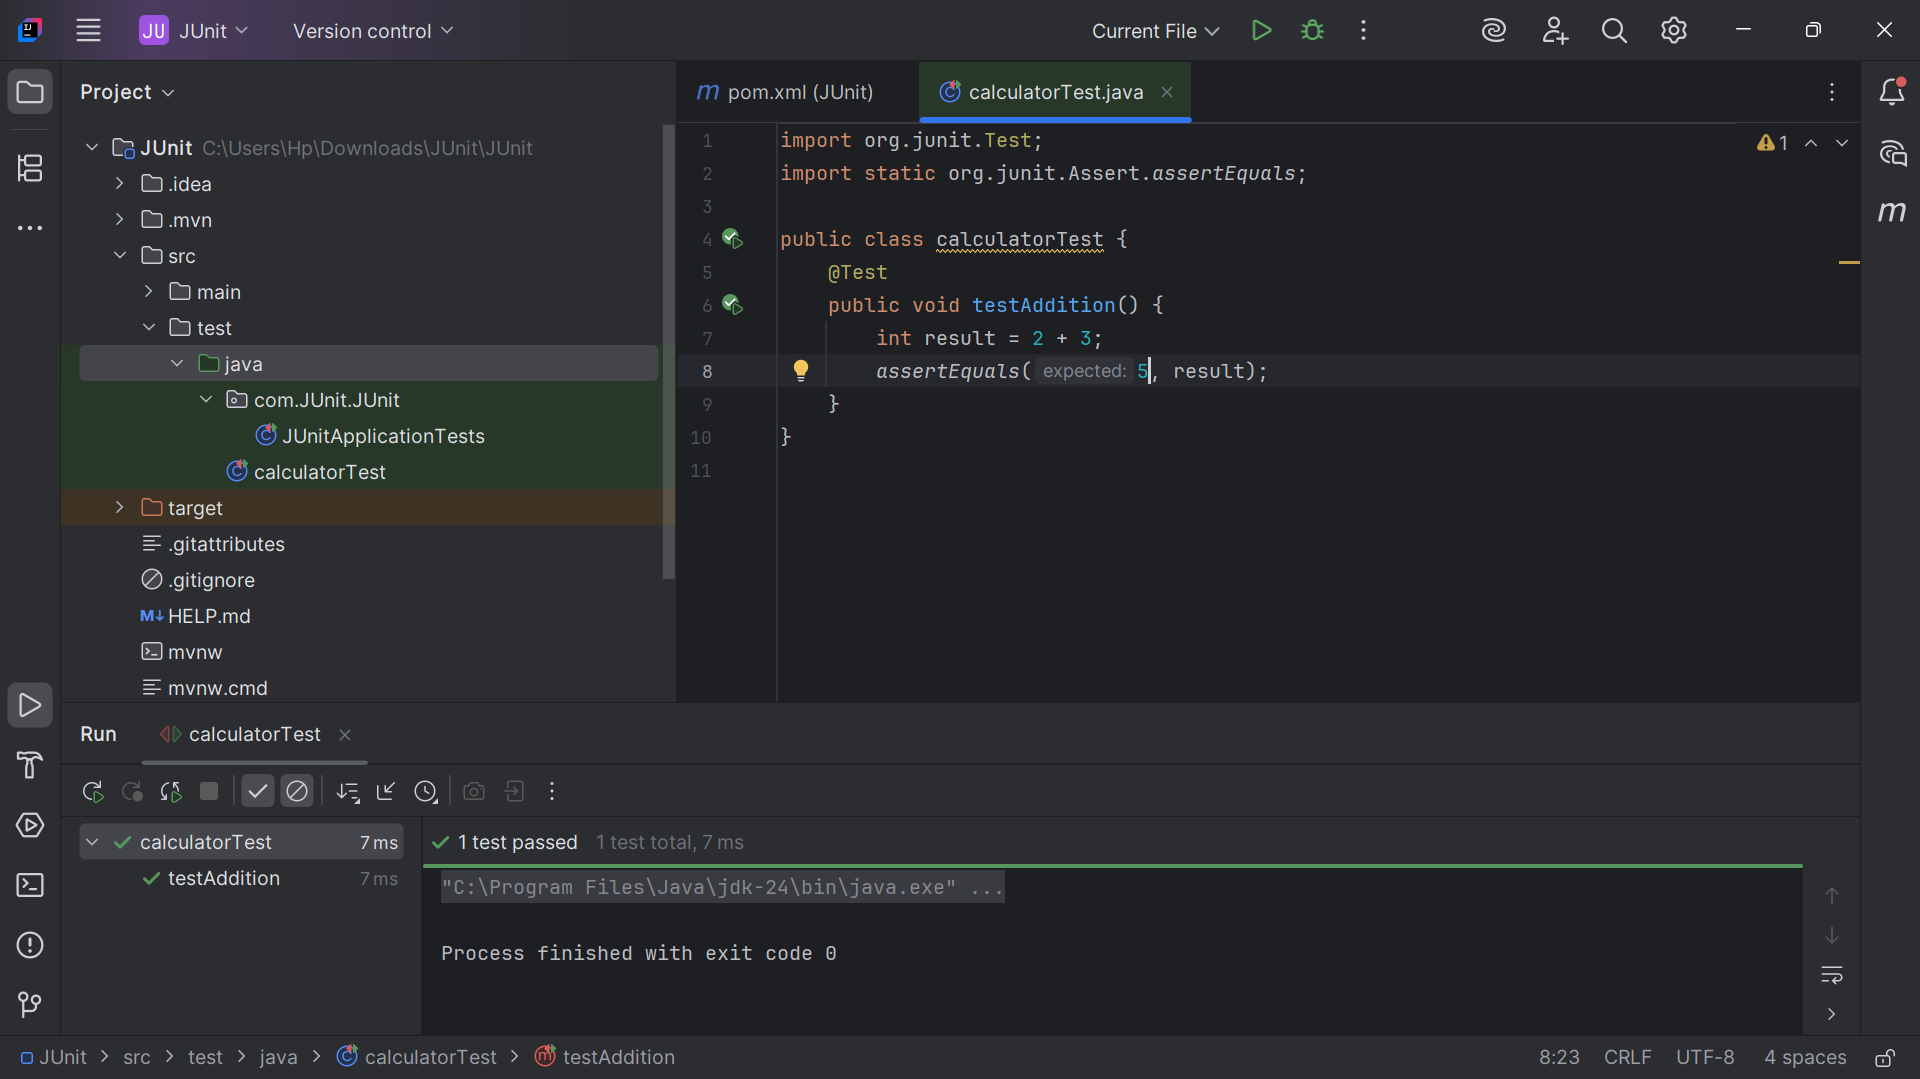 JU JUnit Version control Current File
Project
JUnit C:\Users\Hp\Downloads\JUnit\JUnit
.idea
.mvn
src
main
test
java
com.JUnit.JUnit
JUnitApplicationTests
calculatorTest
target
.gitattributes
.gitignore
M↓ HELP.md
mvnw
mvnw.cmd
m pom.xml (JUnit) calculatorTest.java
1 import org.junit.Test;
2 import static org.junit.Assert.assertEquals;
3
4 public class calculatorTest {
5 @Test
6 public void testAddition() {
7 int result = 2 + 3;
8 assertEquals( expected: 5, result);
9 }
10 }
11
1
m
Run calculatorTest
calculatorTest 7 ms
testAddition 7 ms
1 test passed 1 test total, 7 ms
"C:\Program Files\Java\jdk-24\bin\java.exe" ...
Process finished with exit code 0
JUnit > src > test > java > calculatorTest > testAddition 8:23 CRLF UTF-8 4 spaces